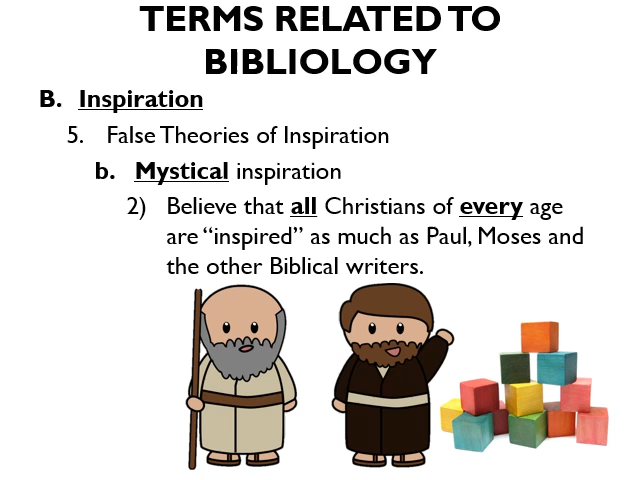 TERMS RELATED TO
BIBLIOLOGY
B. Inspiration
5. False Theories of Inspiration
b. Mystical inspiration
2) Believe that all Christians of every age
are “inspired” as much as Paul, Moses and
the other Biblical writers.